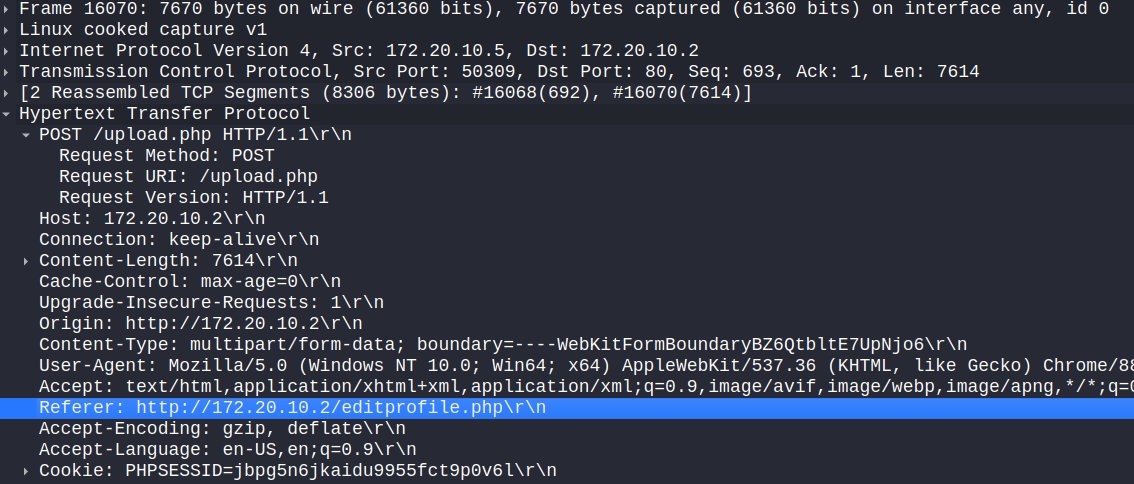 Frame 16070: 7670 bytes on wire (61360 bits), 7670 bytes captured (61360 bits) on interface any, id 0
Linux cooked capture v1
Internet Protocol Version 4, Src: 172.20.10.5, Dst: 172.20.10.2
Transmission Control Protocol, Src Port: 50309, Dst Port: 80, Seq: 693, Ack: 1, Len: 7614
[2 Reassembled TCP Segments (8306 bytes): #16068(692), #16070(7614)]
Hypertext Transfer Protocol
POST /upload.php HTTP/1.1\r\n
Request Method: POST
Request URI: /upload.php
Request Version: HTTP/1.1
Host: 172.20.10.2\r\n
Connection: keep-alive\r\n
Content-Length: 7614\r\n
Cache-Control: max-age=0\r\n
Upgrade-Insecure-Requests: 1\r\n
Origin: http://172.20.10.2\r\n
Content-Type: multipart/form-data; boundary=----WebKitFormBoundaryBZ6QtbltE7UpNjo6\r\n
User-Agent: Mozilla/5.0 (Windows NT 10.0; Win64; x64) AppleWebKit/537.36 (KHTML, like Gecko) Chrome/88
Accept: text/html,application/xhtml+xml,application/xml;q=0.9,image/avif,image/webp,image/apng,*/*;q=0
Referer: http://172.20.10.2/editprofile.php\r\n
Accept-Encoding: gzip, deflate\r\n
Accept-Language: en-US,en;q=0.9\r\n
Cookie: PHPSESSID=jbpg5n6jkaidu9955fct9p0v6l\r\n